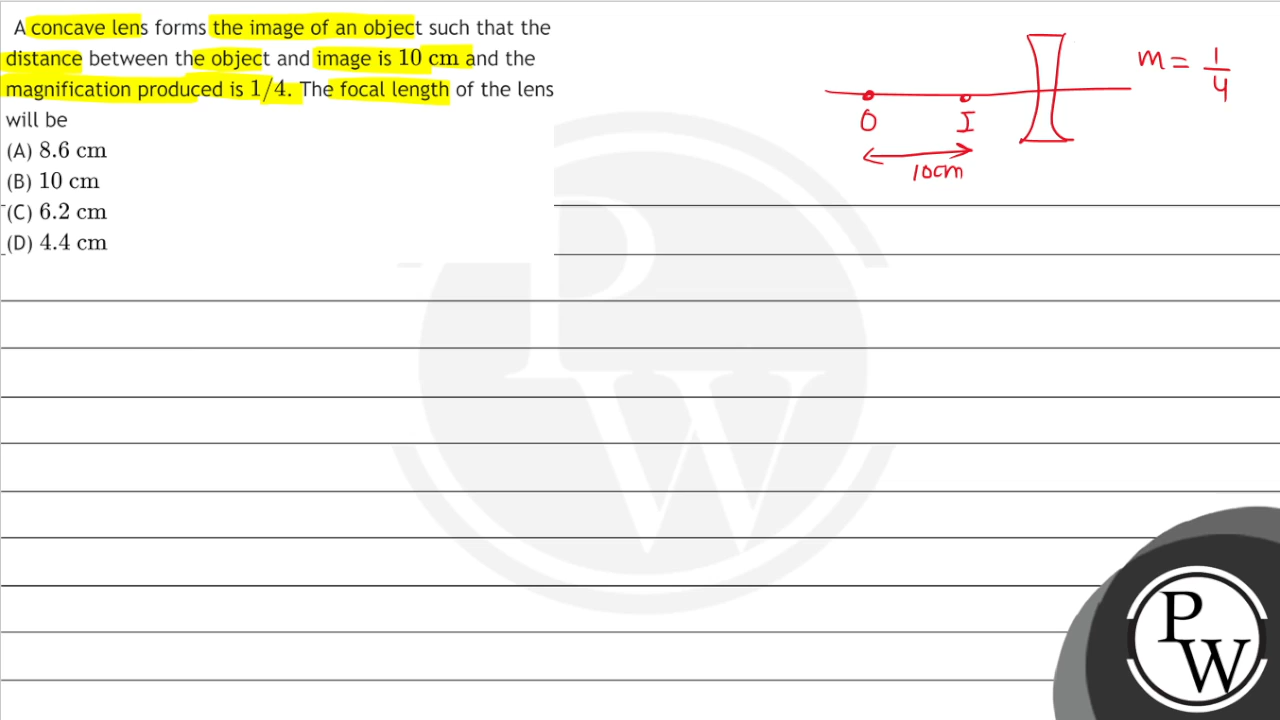 A concave lens forms the image of an object such that the
distance between the object and image is 10 cm and the
magnification produced is 1/4. The focal length of the lens
will be
(A) 8.6 cm
(B) 10 cm
(C) 6.2 cm
(D) 4.4 cm
m = 1/4
O I
10cm
P
W
P
W